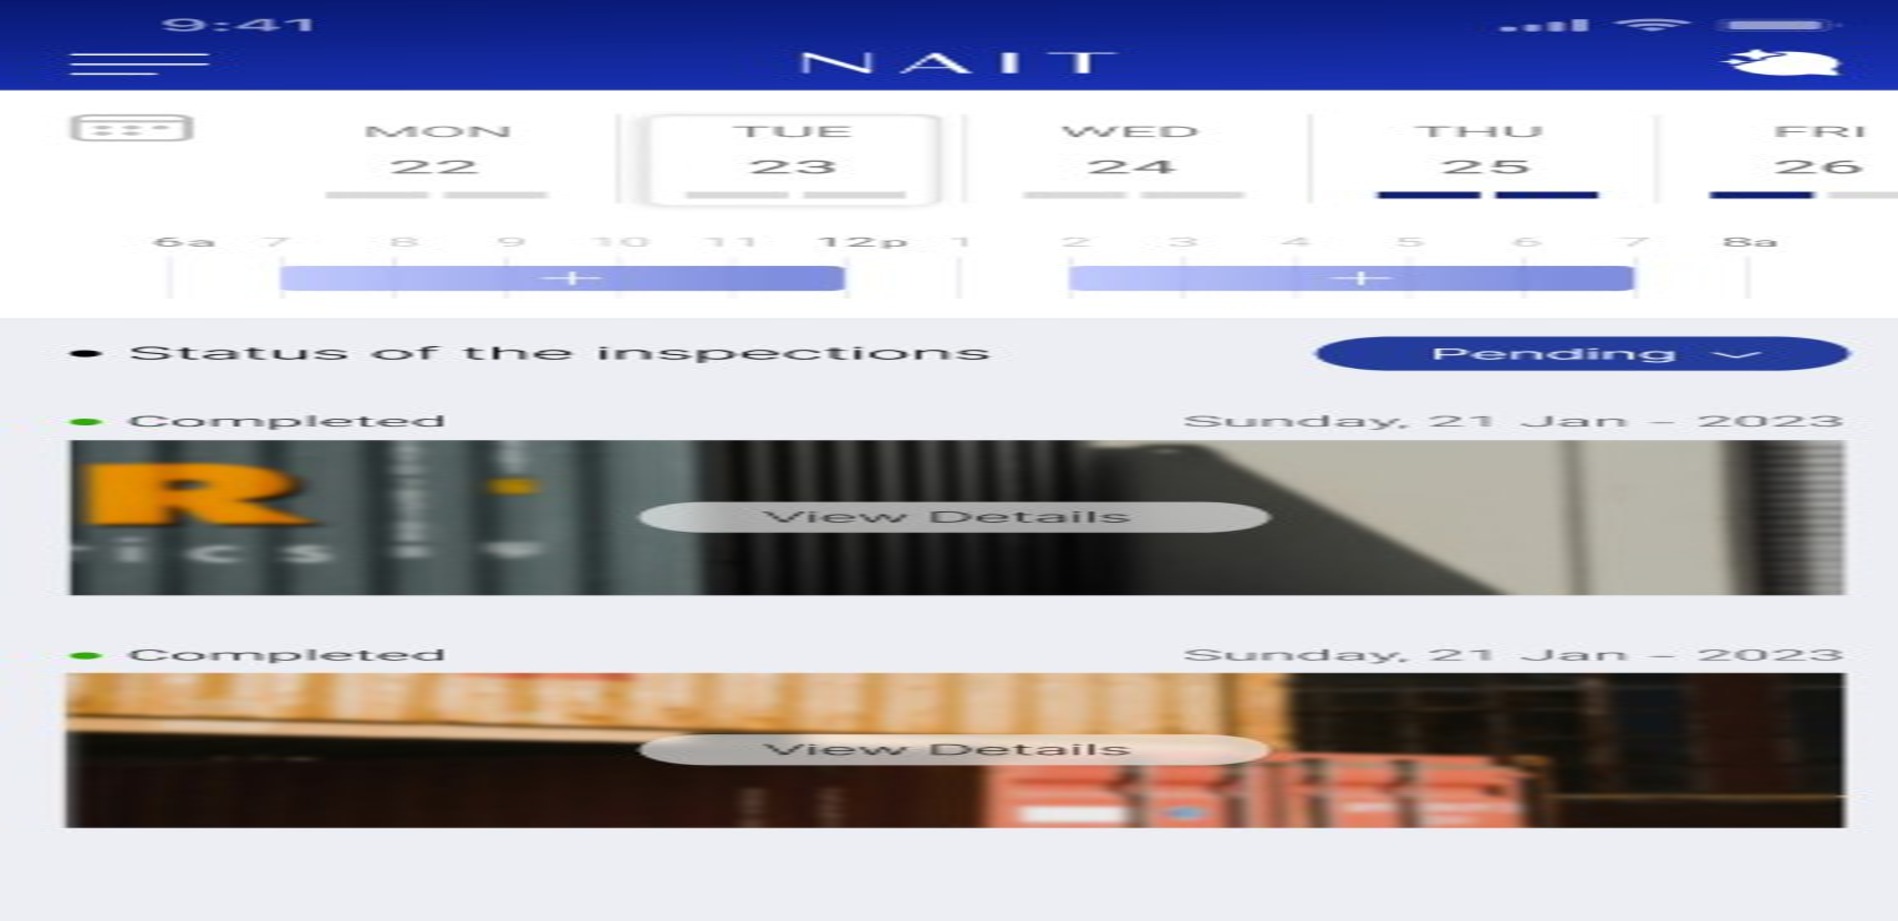 9:41
NAIT
MON TUE WED THU FRI
22 23 24 25 26
6a 7 8 9 10 11 12p 1 2 3 4 5 6 7 8a
Status of the inspections Pending
Completed Sunday, 21 Jan - 2023
R
tics
View Details
Completed Sunday, 21 Jan - 2023
View Details